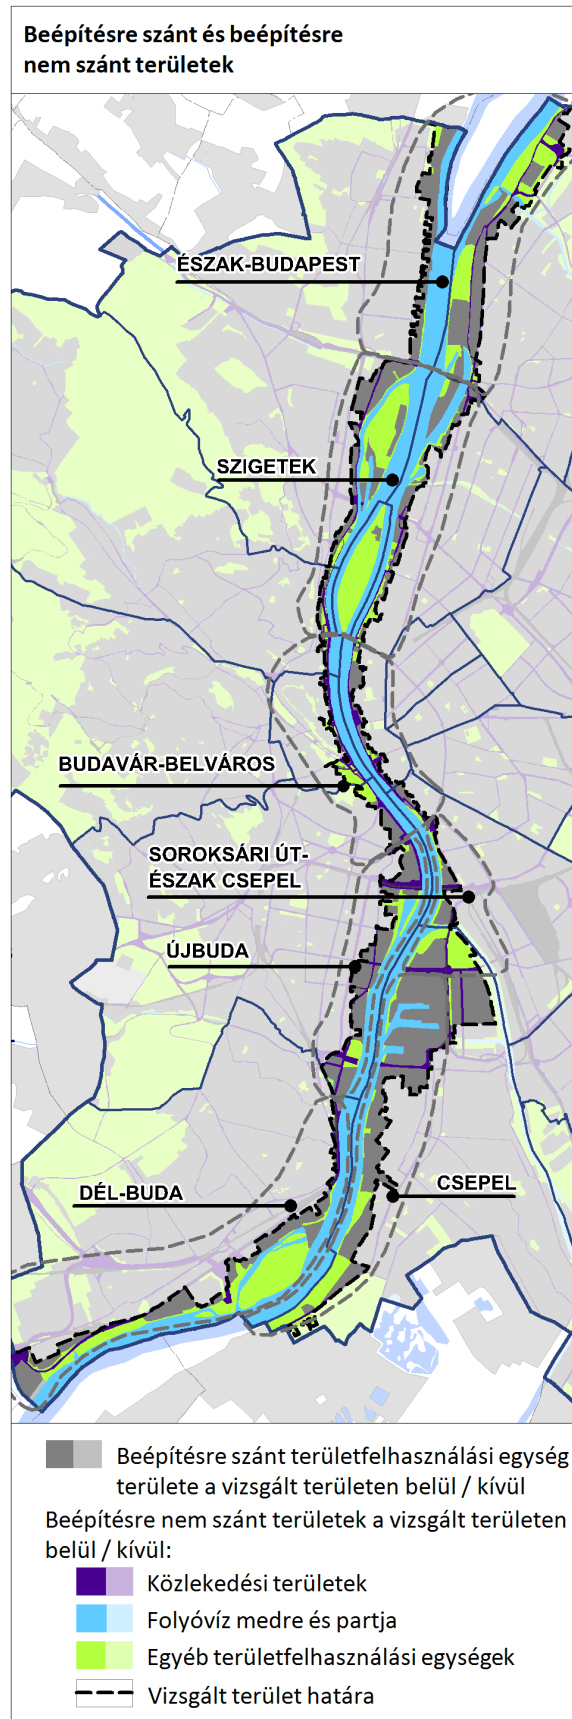 Beépítésre szánt és beépítésre
nem szánt területek
ÉSZAK-BUDAPEST
SZIGETEK
BUDAVÁR-BELVÁROS
SOROKSÁRI ÚT-
ÉSZAK CSEPEL
ÚJBUDA
DÉL-BUDA
CSEPEL
Beépítésre szánt területfelhasználási egység
területe a vizsgált területen belül / kívül
Beépítésre nem szánt területek a vizsgált területen
belül / kívül:
Közlekedési területek
Folyóvíz medre és partja
Egyéb területfelhasználási egységek
Vizsgált terület határa